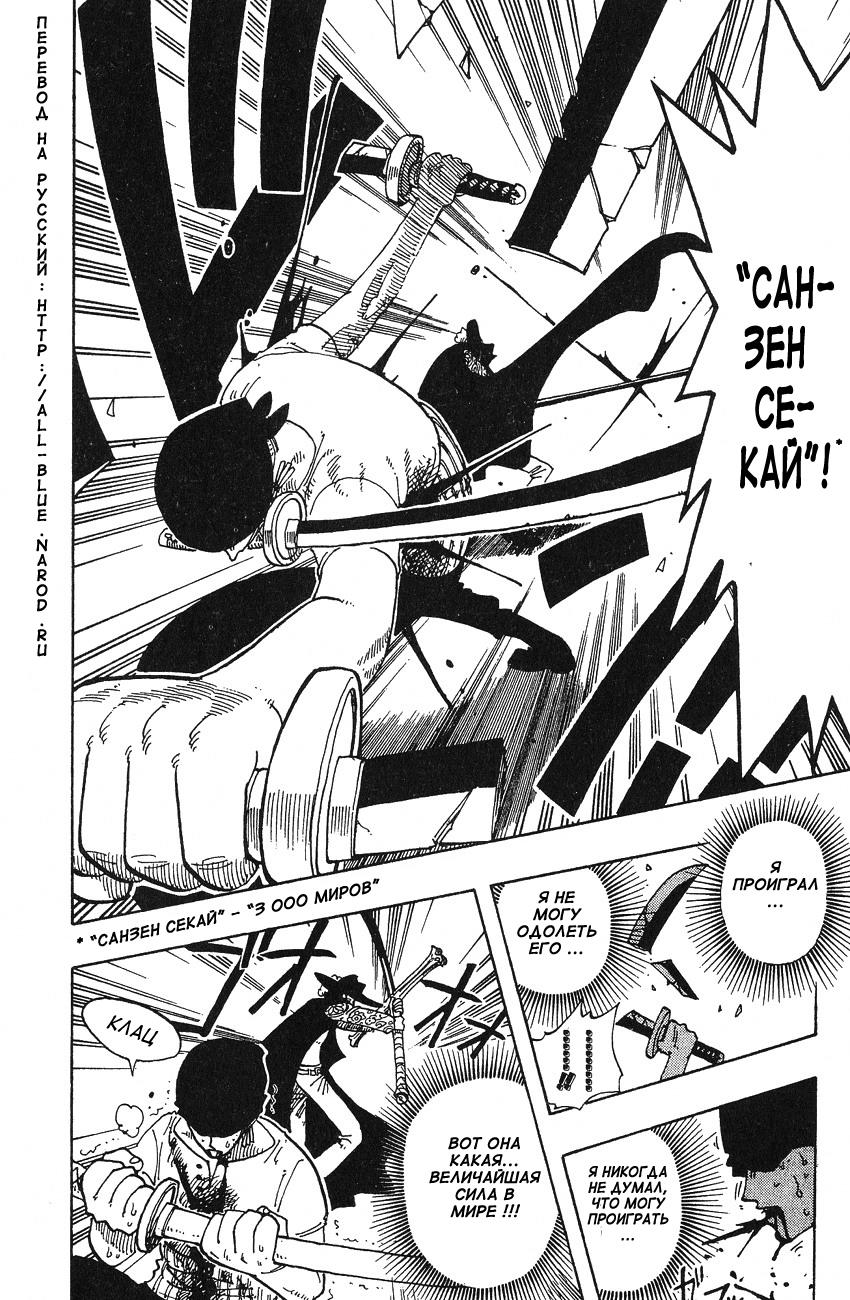 ПЕРЕВОД НА РУССКИЙ: HTTP://ALL-BLUE.NAROD.RU
"САН-
ЗЕН
СЕ-
КАЙ"!*
* "САНЗЕН СЕКАЙ" - "3 000 МИРОВ"
Я
ПРОИГРАЛ
...
Я НЕ
МОГУ
ОДОЛЕТЬ
ЕГО ...
!!
Я НИКОГДА
НЕ ДУМАЛ,
ЧТО МОГУ
ПРОИГРАТЬ
...
КЛАЦ
ВОТ ОНА
КАКАЯ...
ВЕЛИЧАЙШАЯ
СИЛА В
МИРЕ !!!